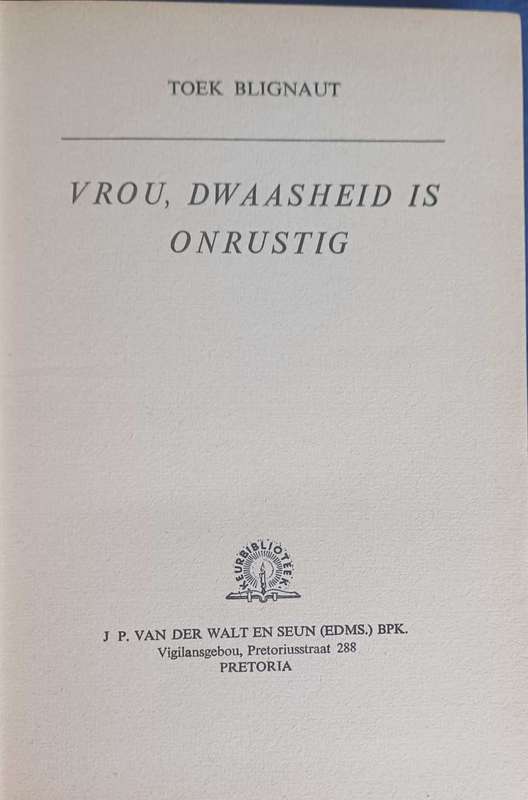 TOEK BLIGNAUT
VROU, DWAASHEID IS
ONRUSTIG
KEURBIBLIOTEEK
J P. VAN DER WALT EN SEUN (EDMS.) BPK.
Vigilansgebou, Pretoriusstraat 288
PRETORIA